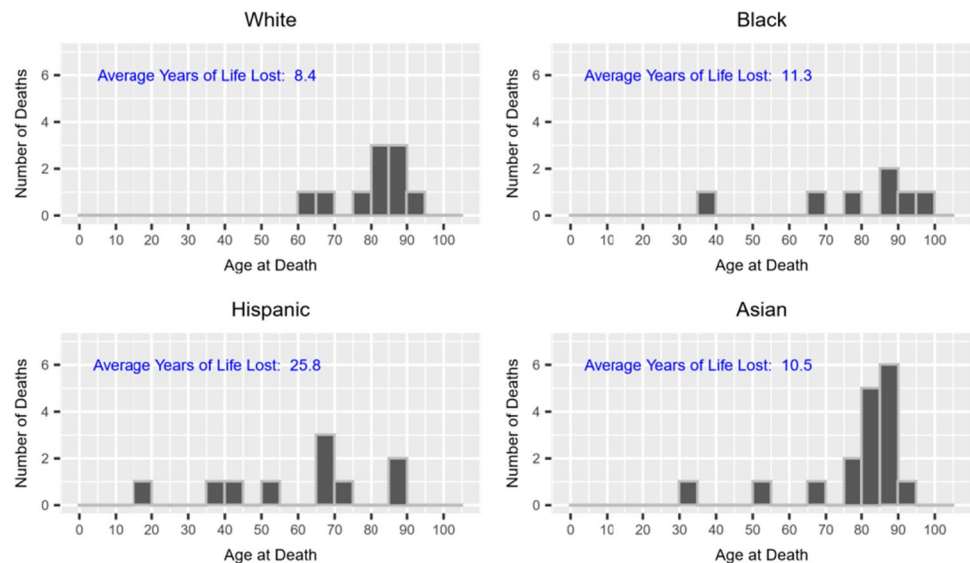 White
Average Years of Life Lost: 8.4
Number of Deaths
6
4
2
0
0 10 20 30 40 50 60 70 80 90 100
Age at Death
Black
Average Years of Life Lost: 11.3
Number of Deaths
6
4
2
0
0 10 20 30 40 50 60 70 80 90 100
Age at Death
Hispanic
Average Years of Life Lost: 25.8
Number of Deaths
6
4
2
0
0 10 20 30 40 50 60 70 80 90 100
Age at Death
Asian
Average Years of Life Lost: 10.5
Number of Deaths
6
4
2
0
0 10 20 30 40 50 60 70 80 90 100
Age at Death